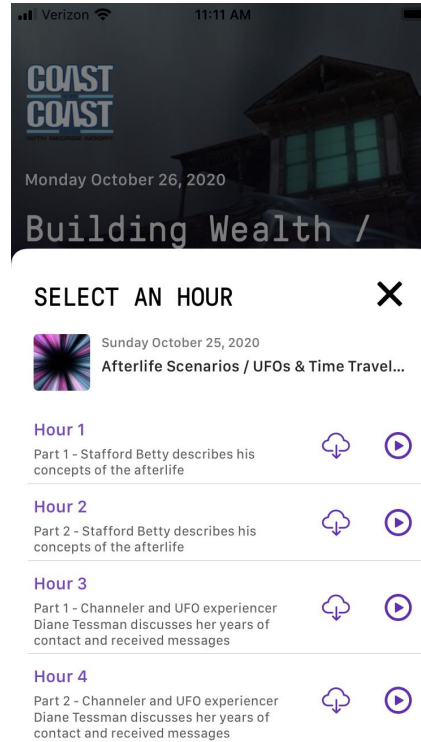 Verizon 11:11 AM
COAST
COAST
WITH GEORGE NOORY
Monday October 26, 2020
Building Wealth /
SELECT AN HOUR
Sunday October 25, 2020
Afterlife Scenarios / UFOs & Time Travel...
Hour 1
Part 1 - Stafford Betty describes his
concepts of the afterlife
Hour 2
Part 2 - Stafford Betty describes his
concepts of the afterlife
Hour 3
Part 1 - Channeler and UFO experiencer
Diane Tessman discusses her years of
contact and received messages
Hour 4
Part 2 - Channeler and UFO experiencer
Diane Tessman discusses her years of
contact and received messages